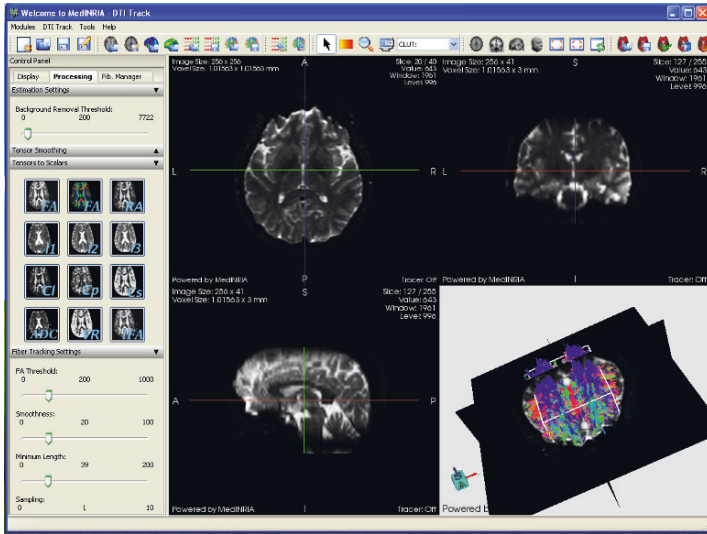 Welcome to MedINRIA - DTI Track
Modules DTI Track Tools Help
CLUT:
Control Panel
Display Processing Fib. Manager
Estimation Settings
Background Removal Threshold:
0 200 7722
Tensor Smoothing
Tensors to Scalars
FA FA RA
l1 l2 l3
Cl Cp Cs
ADC VR IFA
Fiber Tracking Settings
FA Threshold:
0 200 1000
Smoothness:
0 20 100
Minimum Length:
0 39 200
Sampling:
0 1 10
Image Size: 256 x 256
Voxel Size: 1.01563 x 1.01563 mm
A
Slice: 20 / 40
Value: 643
Window: 1961
Level: 996
L
R
Powered by MedINRIA
P
Tracer: Off
Image Size: 256 x 41
Voxel Size: 1.01563 x 3 mm
S
Slice: 127 / 255
Value: 643
Window: 1961
Level: 996
L
R
Powered by MedINRIA
I
Tracer: Off
Image Size: 256 x 41
Voxel Size: 1.01563 x 3 mm
S
Slice: 127 / 255
Value: 643
Window: 1961
Level: 996
A
P
Powered by MedINRIA
I
Tracer: Off
Powered b